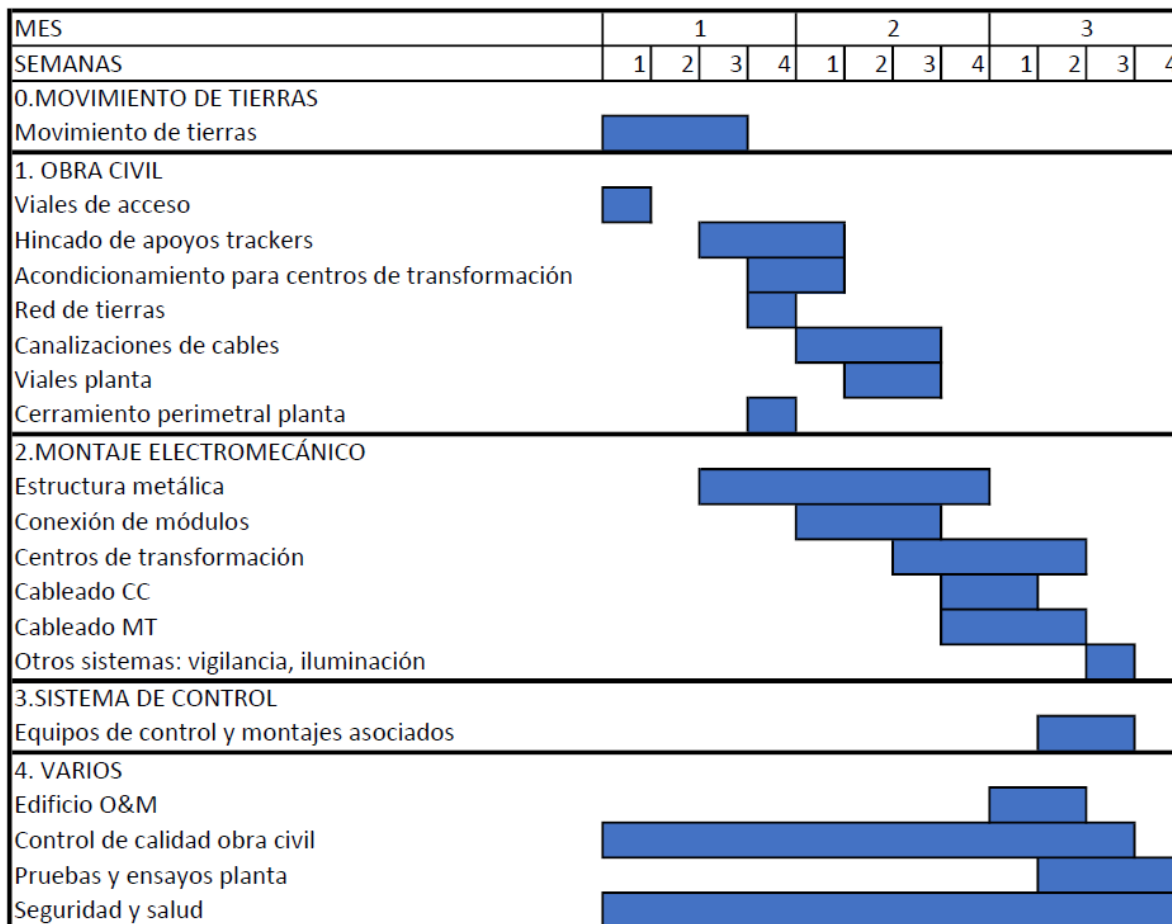 MES 1 2 3
SEMANAS 1 2 3 4 1 2 3 4 1 2 3 4
0.MOVIMIENTO DE TIERRAS
Movimiento de tierras
1. OBRA CIVIL
Viales de acceso
Hincado de apoyos trackers
Acondicionamiento para centros de transformación
Red de tierras
Canalizaciones de cables
Viales planta
Cerramiento perimetral planta
2.MONTAJE ELECTROMECÁNICO
Estructura metálica
Conexión de módulos
Centros de transformación
Cableado CC
Cableado MT
Otros sistemas: vigilancia, iluminación
3.SISTEMA DE CONTROL
Equipos de control y montajes asociados
4. VARIOS
Edificio O&M
Control de calidad obra civil
Pruebas y ensayos planta
Seguridad y salud